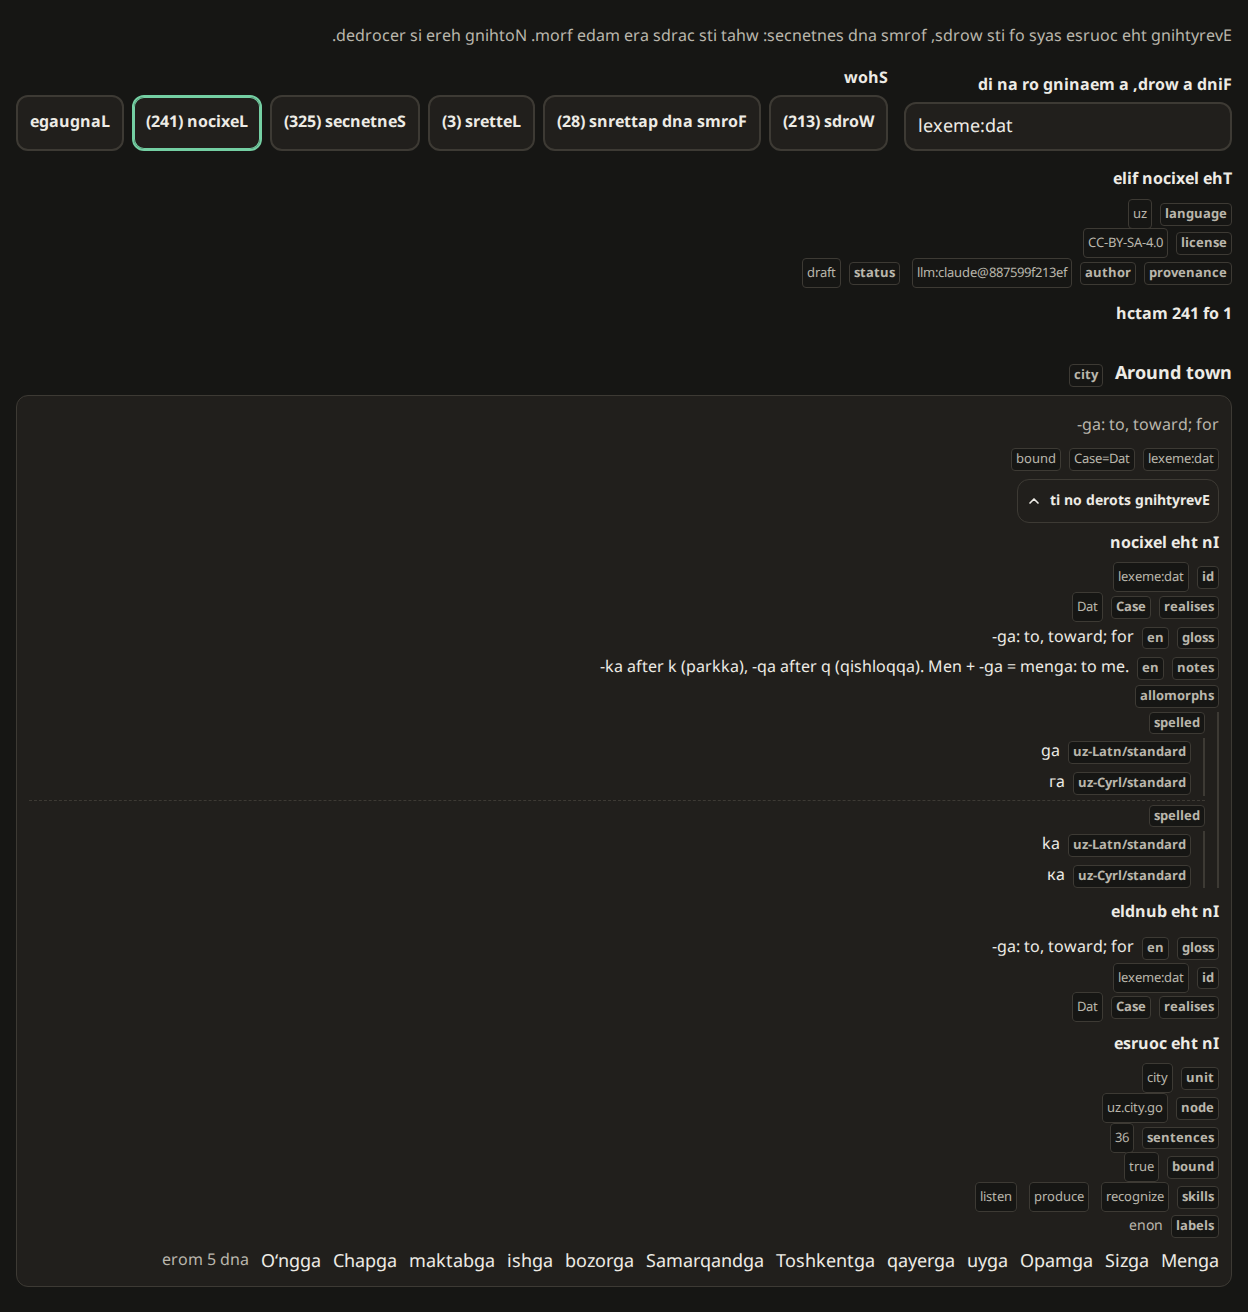 .dedrocer si ereh gnihtoN .morf edam era sdrac sti tahw :secnetnes dna smrof ,sdrow sti fo syas esruoc eht gnihtyrevE
di na ro gninaem a ,drow a dniF
lexeme:dat
wohS
(213) sdroW
(28) snrettap dna smroF
(3) sretteL
(325) secnetneS
(241) nocixeL
egaugnaL
elif nocixel ehT
language uz
license CC-BY-SA-4.0
provenance author llm:claude@887599f213ef status draft
hctam 241 fo 1
Around town city
-ga: to, toward; for
lexeme:dat Case=Dat bound
ti no derots gnihtyrevE
nocixel eht nI
id lexeme:dat
realises Case Dat
gloss en -ga: to, toward; for
notes en -ka after k (parkka), -qa after q (qishloqqa). Men + -ga = menga: to me.
allomorphs
spelled
uz-Latn/standard ga
uz-Cyrl/standard га
spelled
uz-Latn/standard ka
uz-Cyrl/standard ка
eldnub eht nI
gloss en -ga: to, toward; for
id lexeme:dat
realises Case Dat
esruoc eht nI
unit city
node uz.city.go
sentences 36
bound true
skills recognize produce listen
labels enon
Menga Sizga Opamga uyga qayerga Toshkentga Samarqandga bozorga ishga maktabga Chapga Oʻngga erom 5 dna